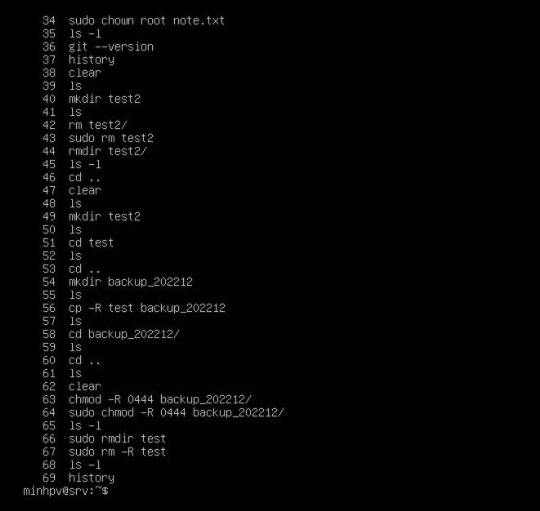 34 sudo chown root note.txt
35 ls -l
36 git --version
37 history
38 clear
39 ls
40 mkdir test2
41 ls
42 rm test2/
43 sudo rm test2
44 rmdir test2/
45 ls -l
46 cd ..
47 clear
48 ls
49 mkdir test2
50 ls
51 cd test
52 ls
53 cd ..
54 mkdir backup_202212
55 ls
56 cp -R test backup_202212
57 ls
58 cd backup_202212/
59 ls
60 cd ..
61 ls
62 clear
63 chmod -R 0444 backup_202212/
64 sudo chmod -R 0444 backup_202212/
65 ls -l
66 sudo rmdir test
67 sudo rm -R test
68 ls -l
69 history
minhpv@srv:~$